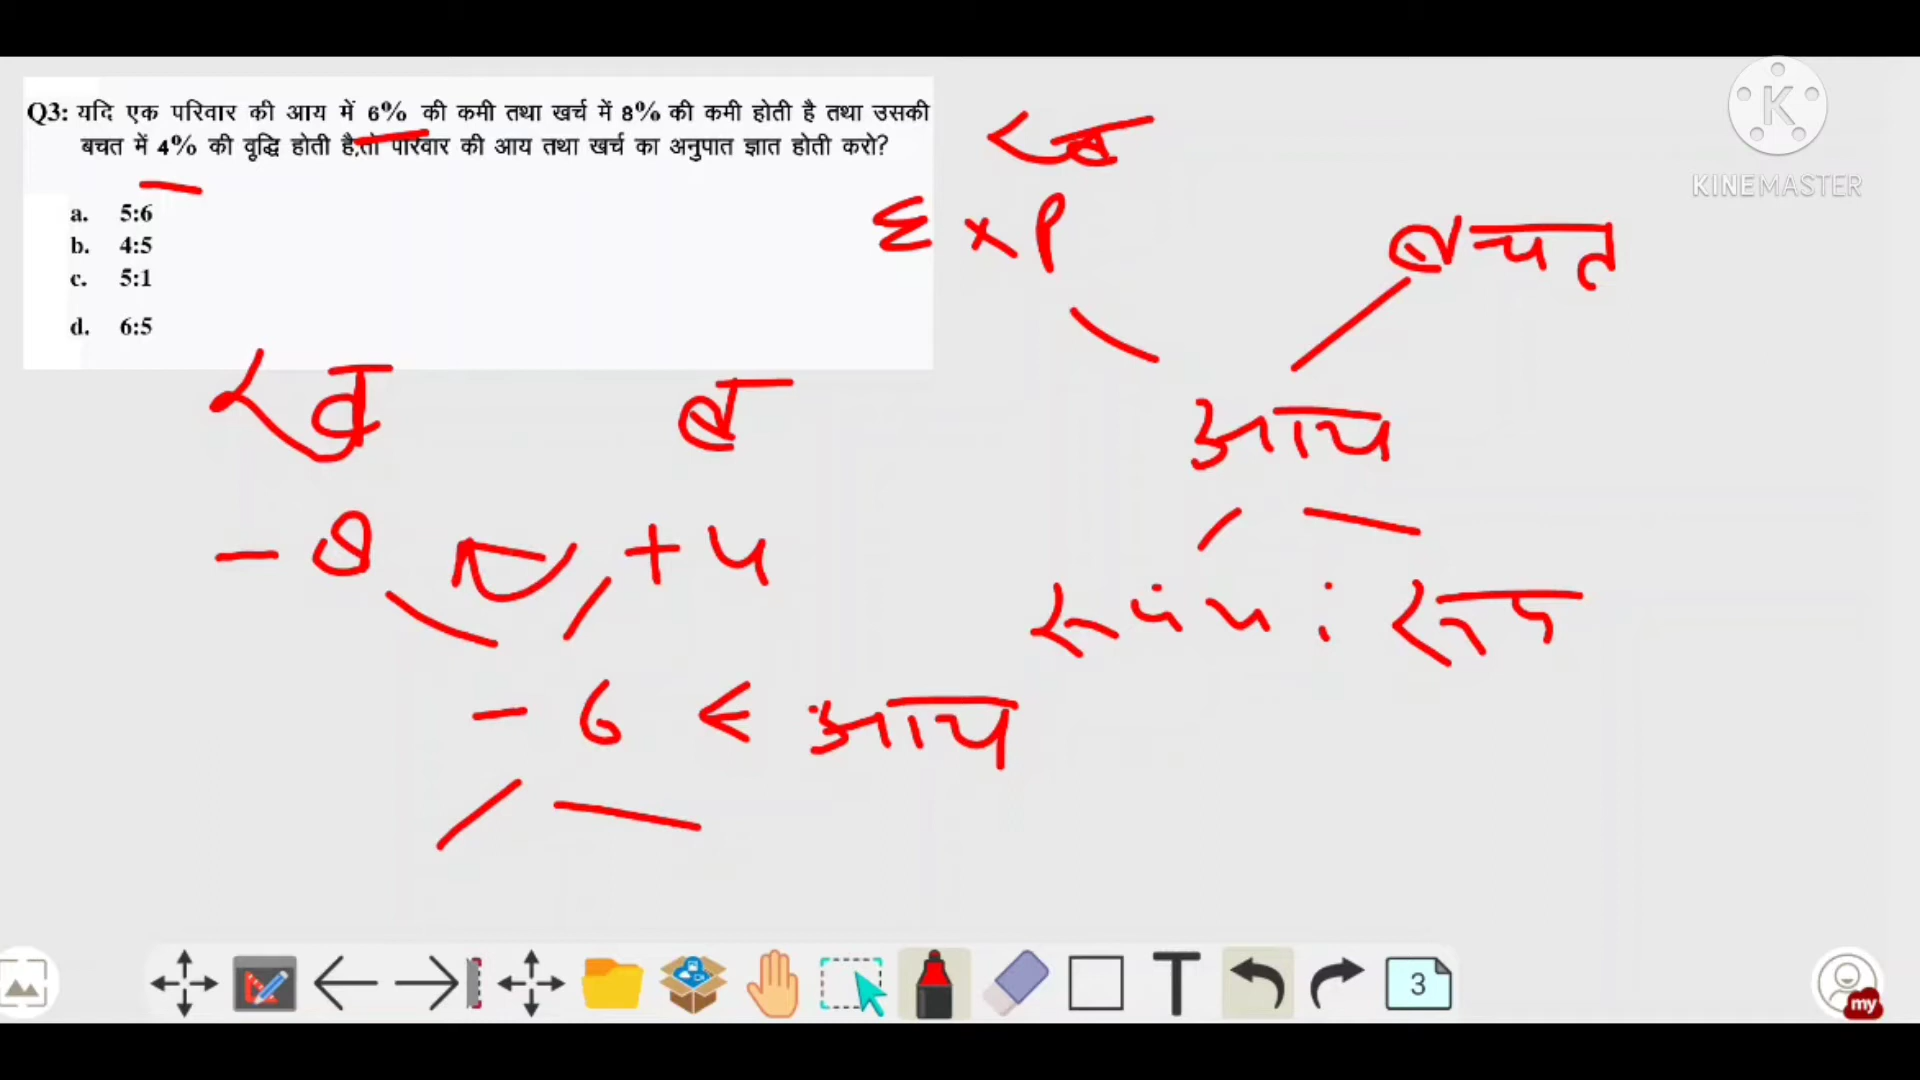 Q3: यदि एक परिवार की आय में 6% की कमी तथा खर्च में 8% की कमी होती है तथा उसकी
बचत में 4% की वृद्धि होती है,तो परिवार की आय तथा खर्च का अनुपात ज्ञात होती करो?
a. 5:6
b. 4:5
c. 5:1
d. 6:5
KINEMASTER
Exp
बचत
आय
ख ब
- 8 +4
- 6 < आय
3
my